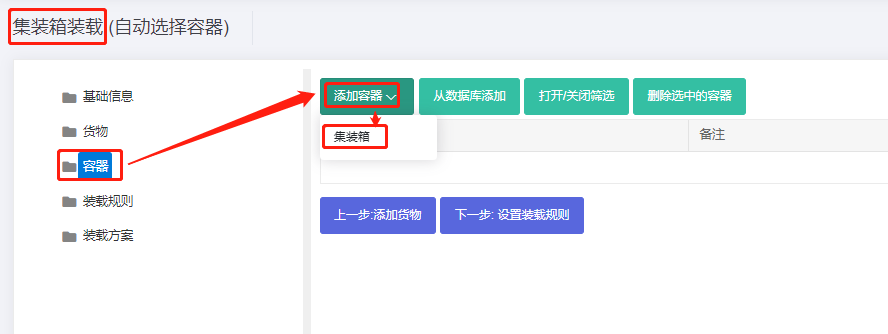 集装箱装载 (自动选择容器)
基础信息
货物
容器
装载规则
装载方案
添加容器 从数据库添加 打开/关闭筛选 删除选中的容器
集装箱
备注
上一步:添加货物 下一步: 设置装载规则